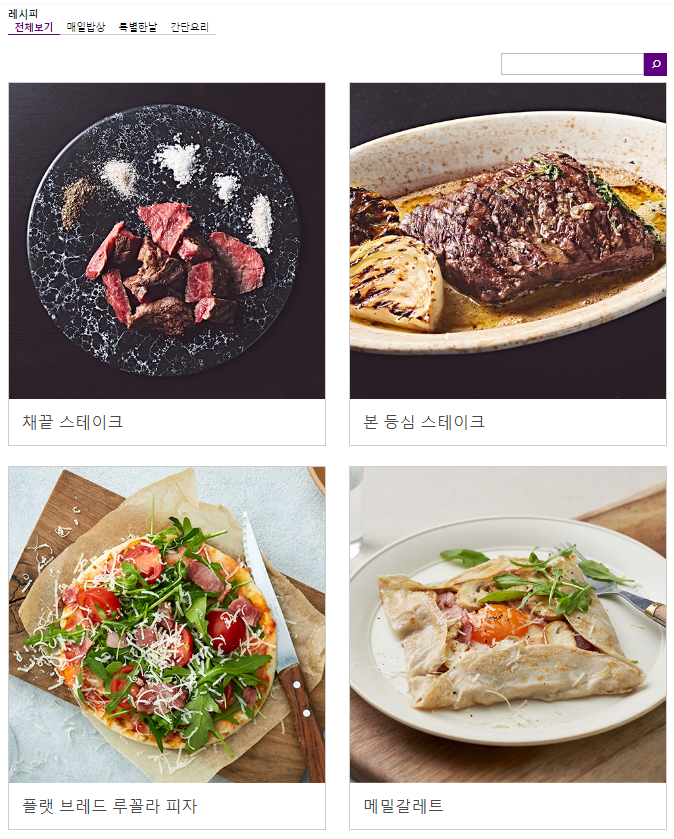 레시피
전체보기 매일밥상 특별한날 간단요리
채끝 스테이크
본 등심 스테이크
플랫 브레드 루꼴라 피자
메밀갈레트